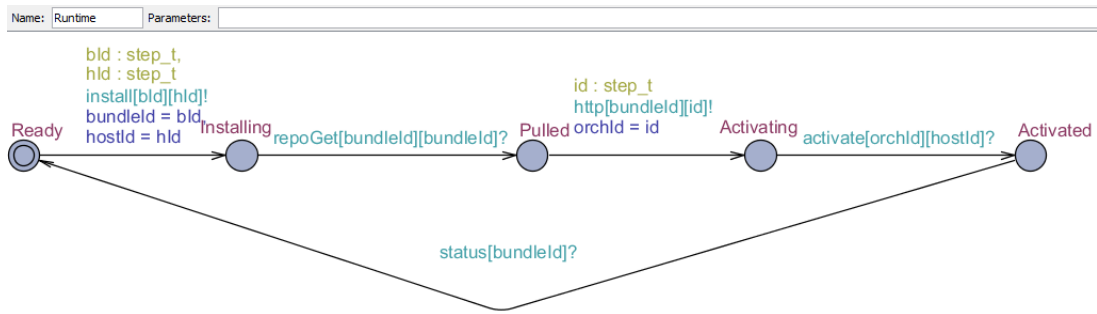 Name: Runtime Parameters:
bId : step_t,
hId : step_t
install[bId][hId]!
bundleId = bId,
hostId = hId
Ready
Installing
repoGet[bundleId][bundleId]?
Pulled
id : step_t
http[bundleId][id]!
orchId = id
Activating
activate[orchId][hostId]?
Activated
status[bundleId]?